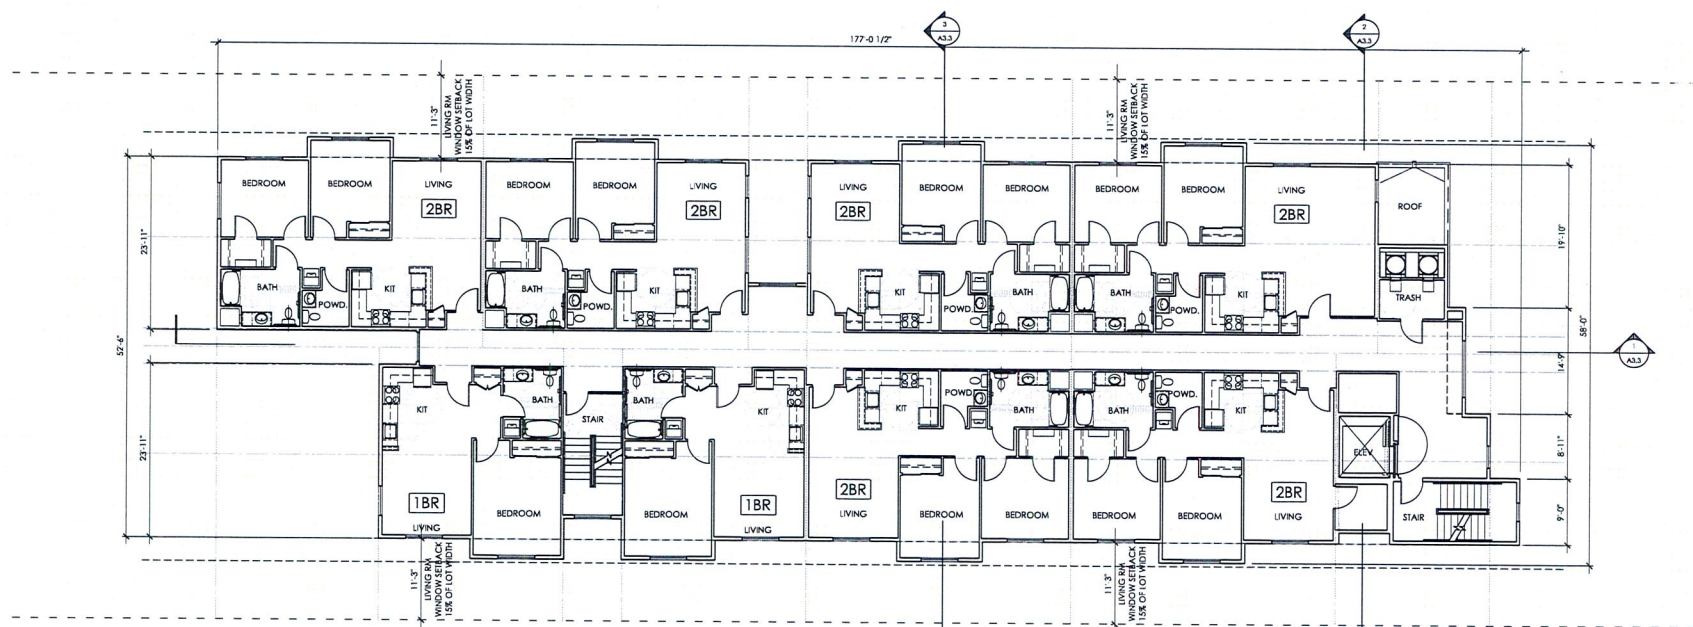 3
A3.3
2
A3.3
177'-0 1/2"
11'-3"
LIVING RM
WINDOW SETBACK
15% OF LOT WIDTH
11'-3"
LIVING RM
WINDOW SETBACK
15% OF LOT WIDTH
BEDROOM
BEDROOM
LIVING
2BR
BEDROOM
BEDROOM
LIVING
2BR
LIVING
2BR
BEDROOM
BEDROOM
BEDROOM
BEDROOM
LIVING
2BR
ROOF
23'-11"
19'-10"
BATH
POWD.
KIT
BATH
POWD.
KIT
KIT
POWD.
BATH
BATH
POWD.
KIT
TRASH
52'-6"
58'-0"
14'-9"
1
A3.3
KIT
BATH
STAIR
BATH
KIT
KIT
POWD.
BATH
BATH
POWD.
KIT
ELEV.
23'-11"
8'-11"
1BR
LIVING
BEDROOM
BEDROOM
1BR
LIVING
2BR
LIVING
BEDROOM
BEDROOM
BEDROOM
BEDROOM
2BR
LIVING
STAIR
9'-0"
11'-3"
LIVING RM
WINDOW SETBACK
15% OF LOT WIDTH
11'-3"
LIVING RM
WINDOW SETBACK
15% OF LOT WIDTH